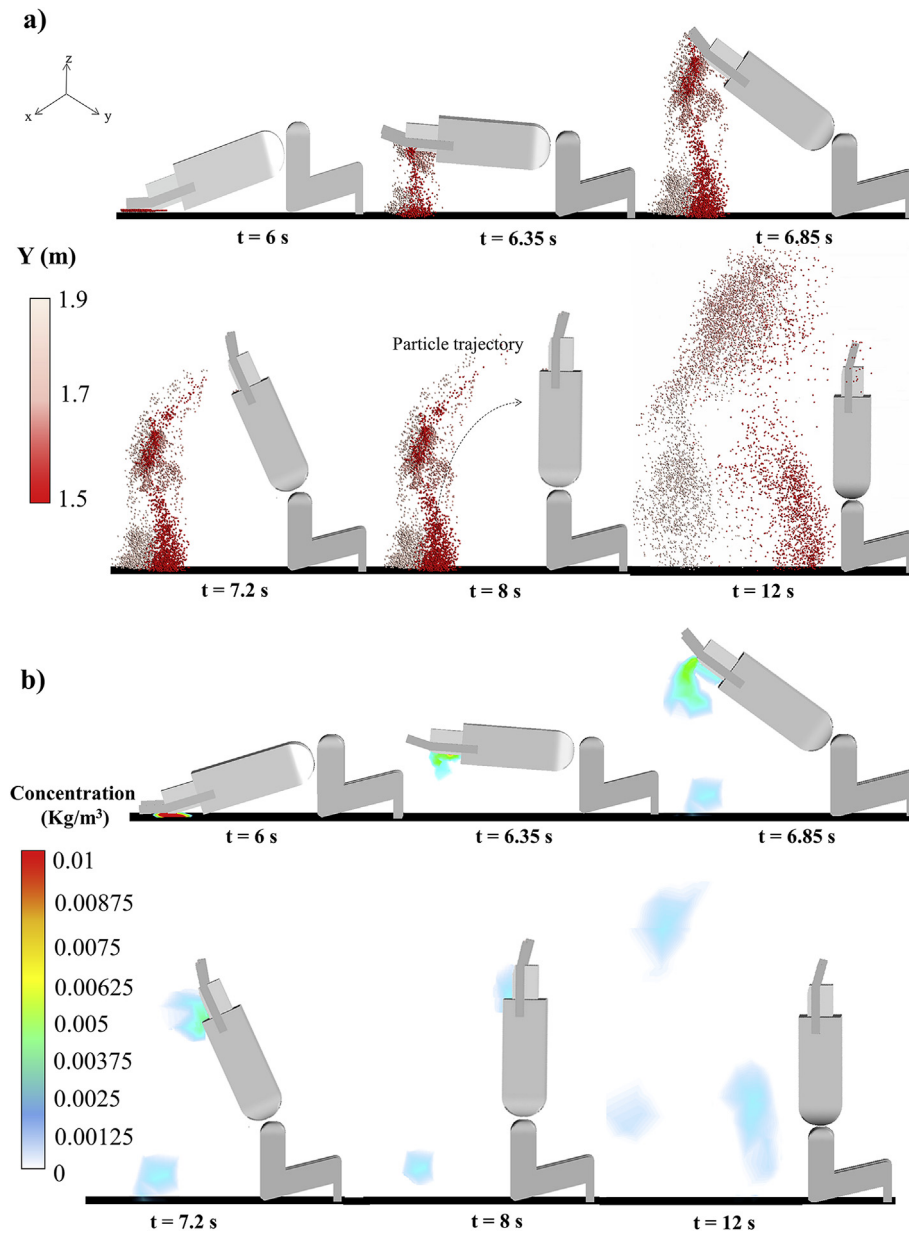 a)
z
x
y
t = 6 s
t = 6.35 s
t = 6.85 s
Y (m)
1.9
1.7
1.5
Particle trajectory
t = 7.2 s
t = 8 s
t = 12 s
b)
Concentration
(Kg/m³)
t = 6 s
t = 6.35 s
t = 6.85 s
0.01
0.00875
0.0075
0.00625
0.005
0.00375
0.0025
0.00125
0
t = 7.2 s
t = 8 s
t = 12 s